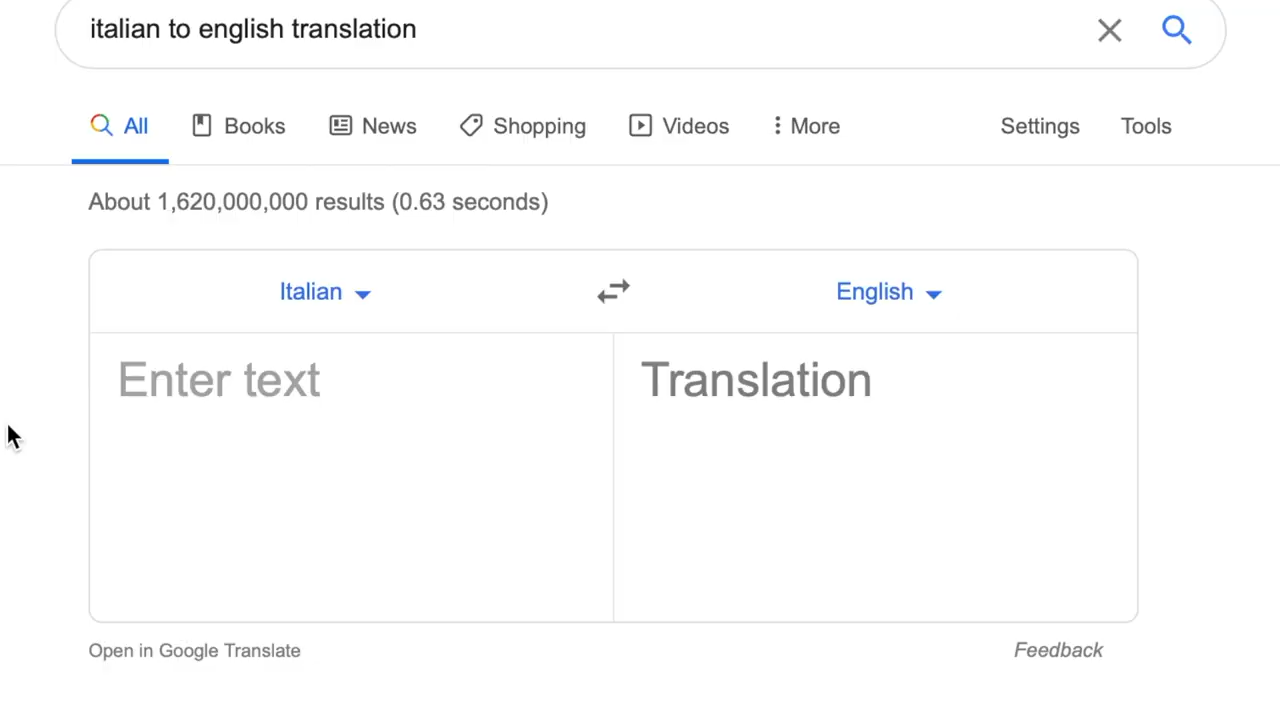 italian to english translation
All Books News Shopping Videos More Settings Tools
About 1,620,000,000 results (0.63 seconds)
Italian English
Enter text Translation
Open in Google Translate Feedback